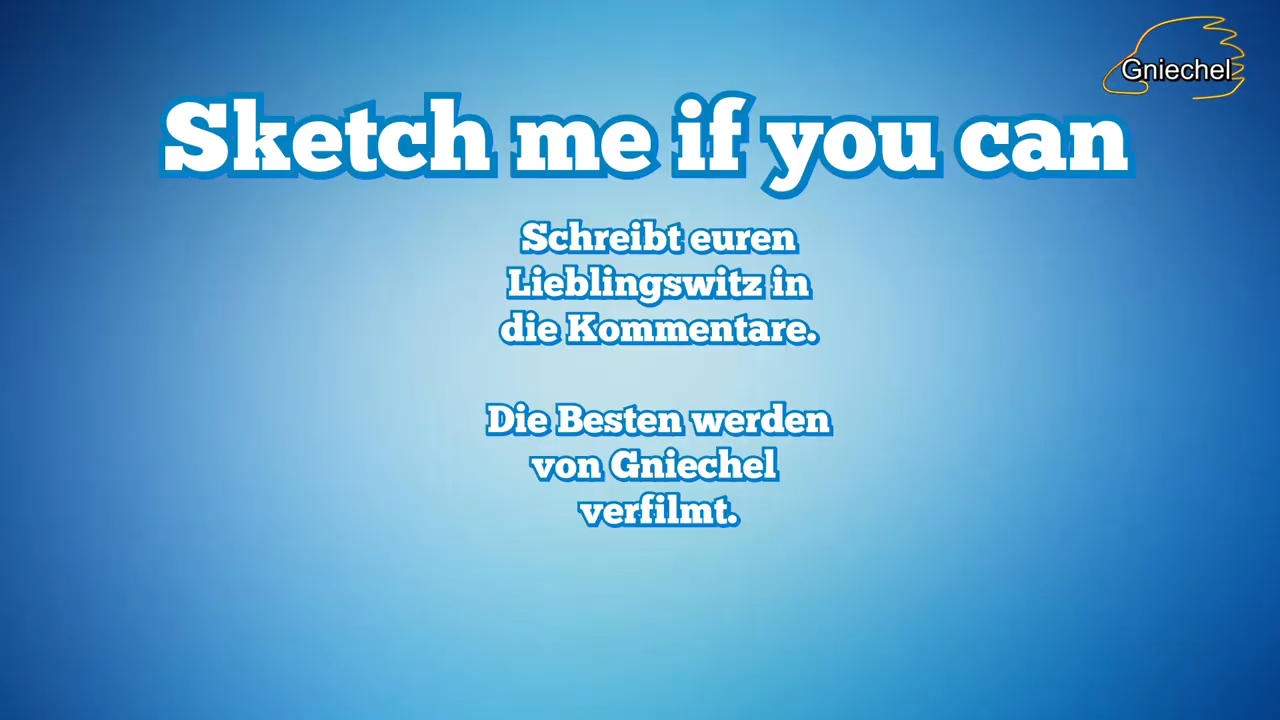 Gniechel
Sketch me if you can
Schreibt euren
Lieblingswitz in
die Kommentare.
Die Besten werden
von Gniechel
verfilmt.